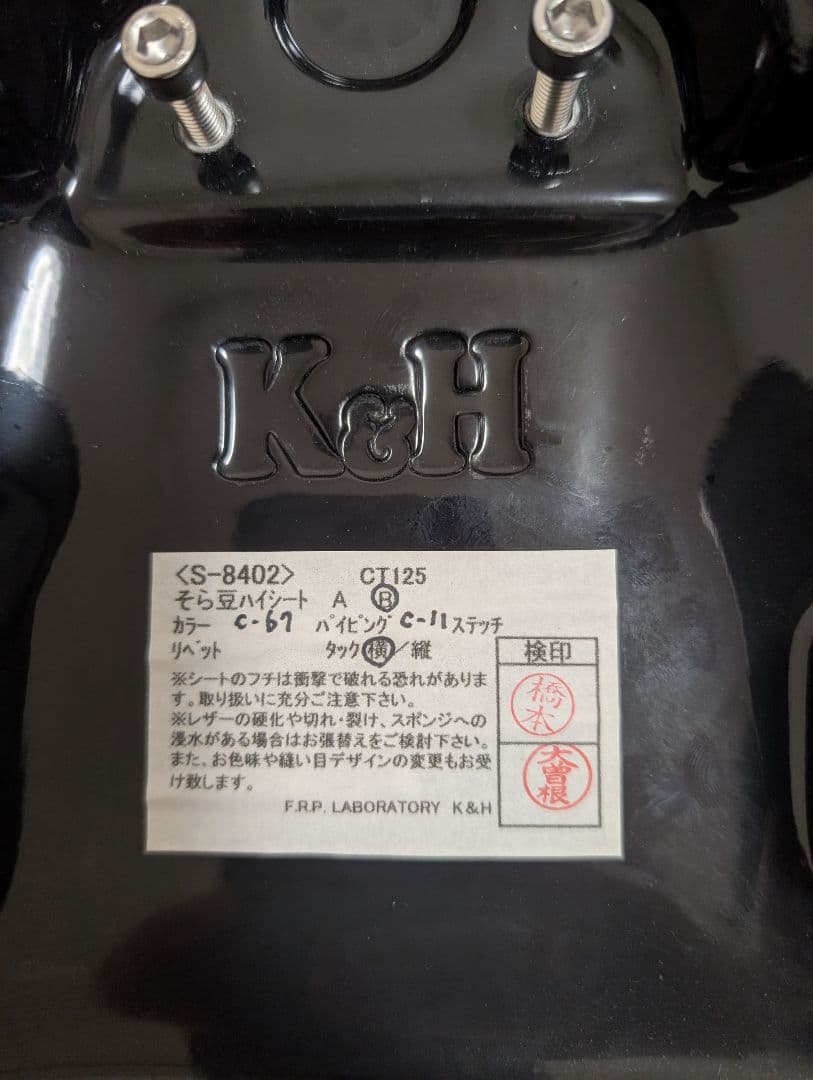 K&H
<S-8402> CT125
そら豆ハイシート A B
カラー C-67 パイピング C-11 ステッチ
リベット タック 横/縦
検印
※シートのフチは衝撃で破れる恐れがありま
す。取り扱いに充分ご注意下さい。
※レザーの硬化や切れ・裂け、スポンジへの
浸水がある場合はお張替えをご検討下さい。
また、お色味や縫い目デザインの変更もお受
け致します。
F.R.P. LABORATORY K&H
橋本
大曽根